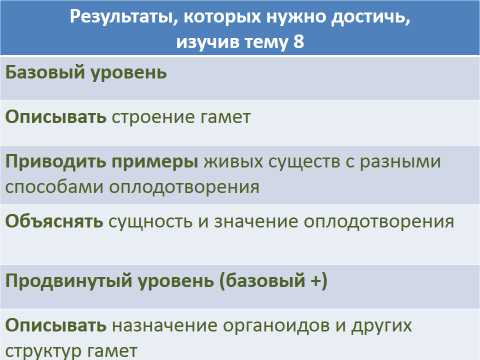 Результаты, которых нужно достичь,
изучив тему 8
Базовый уровень
Описывать строение гамет
Приводить примеры живых существ с разными
способами оплодотворения
Объяснять сущность и значение оплодотворения
Продвинутый уровень (базовый +)
Описывать назначение органоидов и других
структур гамет